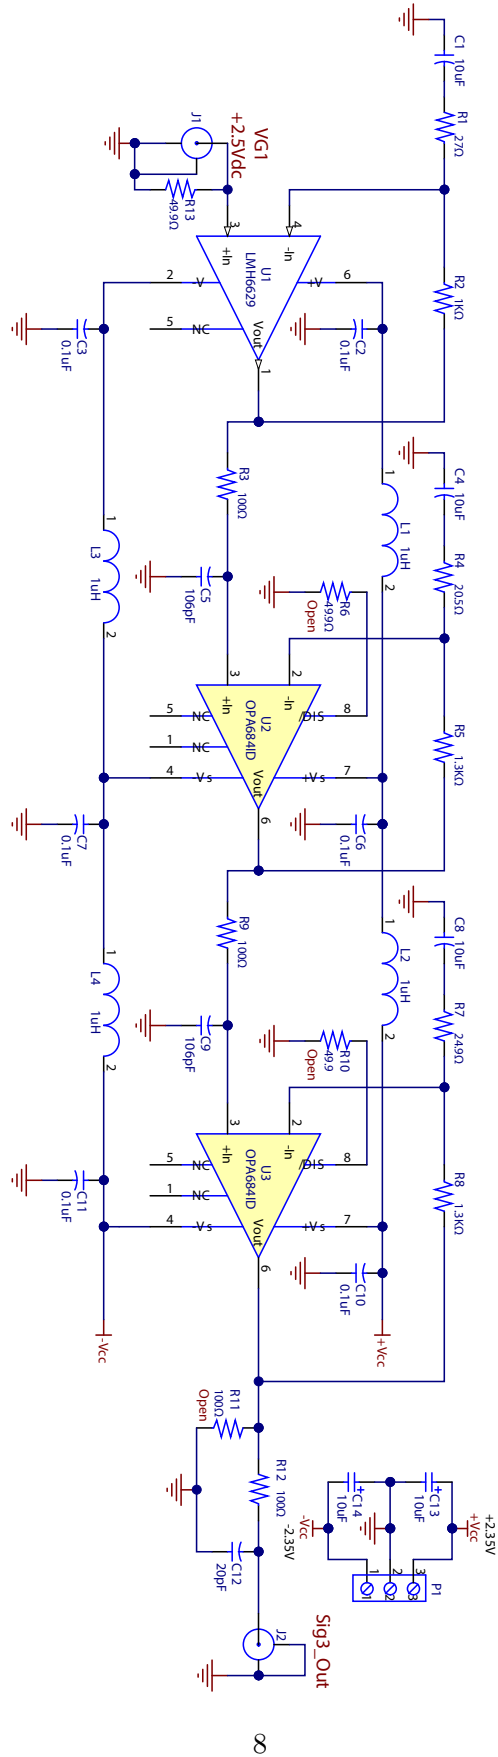 C1
10uF
R1
27Ω
J1
VG1
+2.5Vdc
R13
49.9Ω
3
4
+In
-In
U1
LMH6629
2
-V
6
+V
5
NC
Vout
1
R2
1KΩ
C3
0.1uF
C2
0.1uF
R3
100Ω
1
L1
1uH
2
C4
10uF
R4
20.5Ω
1
L3
1uH
2
C5
106pF
R6
49.9Ω
Open
3
2
+In
-In
U2
OPA684ID
5
NC
1
NC
4
-Vs
8
/DIS
7
+Vs
Vout
6
R5
1.3KΩ
C7
0.1uF
C6
0.1uF
R9
100Ω
1
L2
1uH
2
C8
10uF
R7
24.9Ω
1
L4
1uH
2
C9
106pF
R10
49.9
Open
3
2
+In
-In
U3
OPA684ID
5
NC
1
NC
4
-Vs
8
/DIS
7
+Vs
Vout
6
R8
1.3KΩ
C11
0.1uF
C10
0.1uF
-Vcc
+Vcc
R11
100Ω
Open
R12
100Ω
C12
20pF
+2.35V
+Vcc
C13
10uF
C14
10uF
-Vcc
-2.35V
P1
3
2
1
3
2
1
J2
Sig3_Out
8